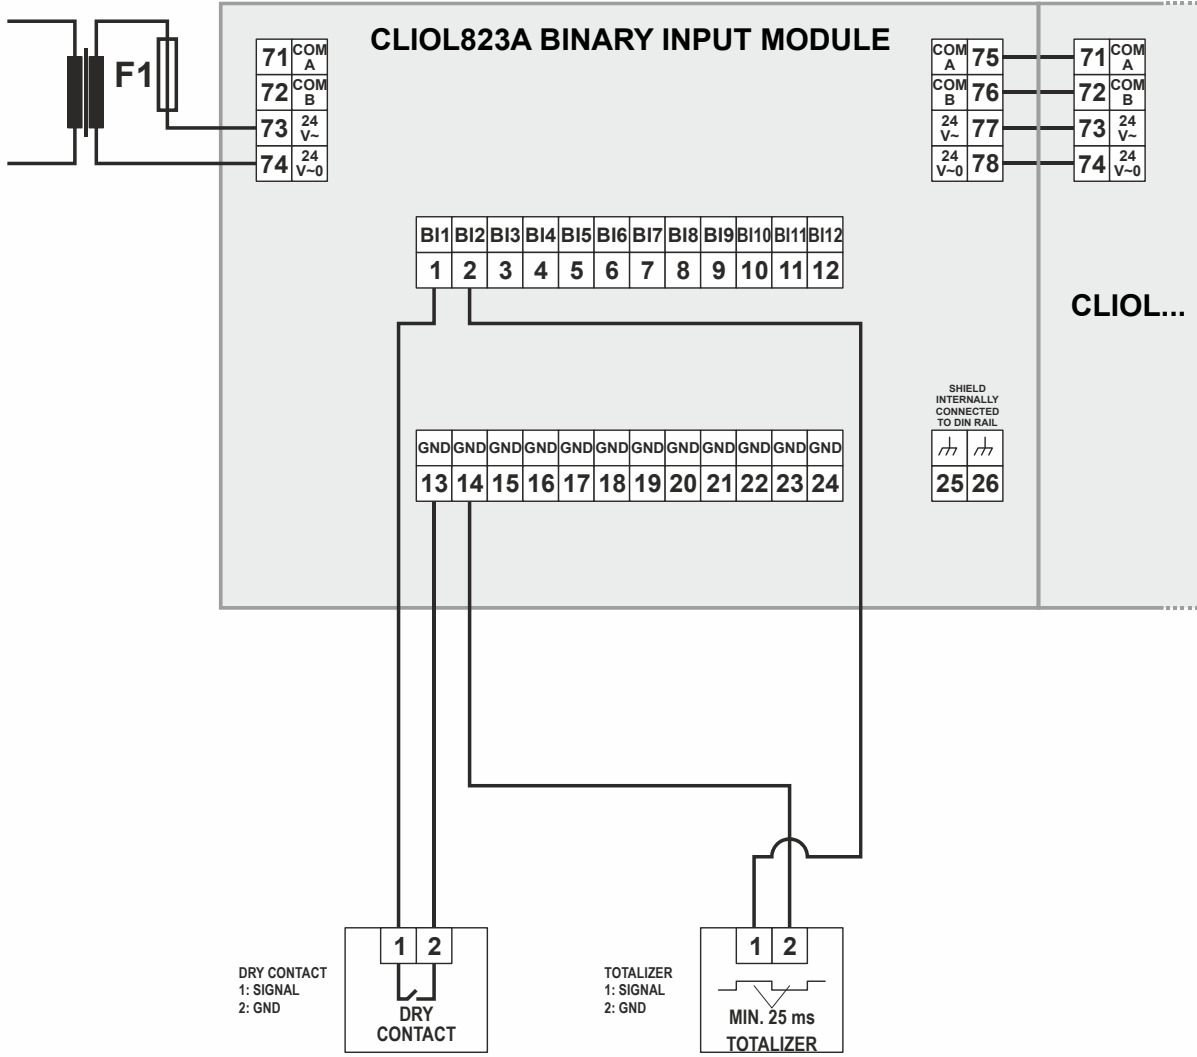 CLIOL823A BINARY INPUT MODULE
F1
71 COM A
72 COM B
73 24 V~
74 24 V~0
COM A 75
COM B 76
24 V~ 77
24 V~0 78
71 COM A
72 COM B
73 24 V~
74 24 V~0
BI1 BI2 BI3 BI4 BI5 BI6 BI7 BI8 BI9 BI10 BI11 BI12
1 2 3 4 5 6 7 8 9 10 11 12
CLIOL...
SHIELD
INTERNALLY
CONNECTED
TO DIN RAIL
GND GND GND GND GND GND GND GND GND GND GND GND
13 14 15 16 17 18 19 20 21 22 23 24
25 26
DRY CONTACT
1: SIGNAL
2: GND
1 2
DRY
CONTACT
TOTALIZER
1: SIGNAL
2: GND
1 2
MIN. 25 ms
TOTALIZER